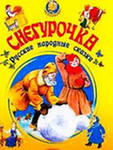 СНЕГУРОЧКА
Русские народные сказки